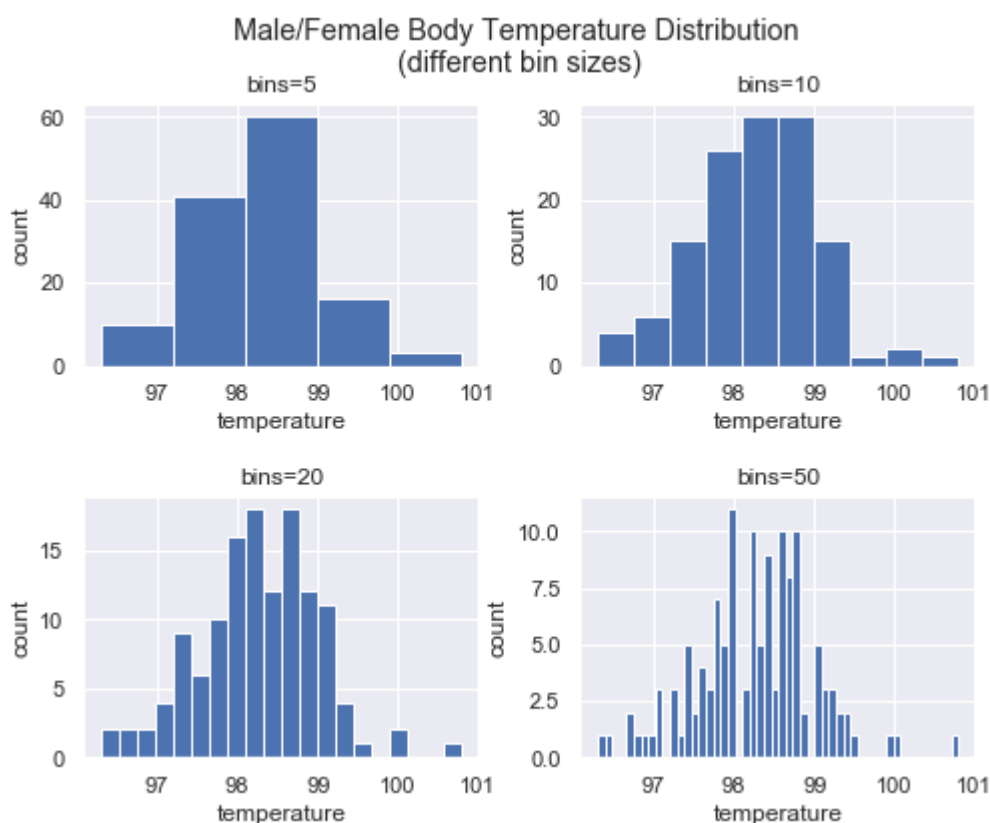 Male/Female Body Temperature Distribution
(different bin sizes)
bins=5
60
40
20
0
count
97 98 99 100 101
temperature
bins=10
30
20
10
0
count
97 98 99 100 101
temperature
bins=20
15
10
5
0
count
97 98 99 100 101
temperature
bins=50
10.0
7.5
5.0
2.5
0.0
count
97 98 99 100 101
temperature